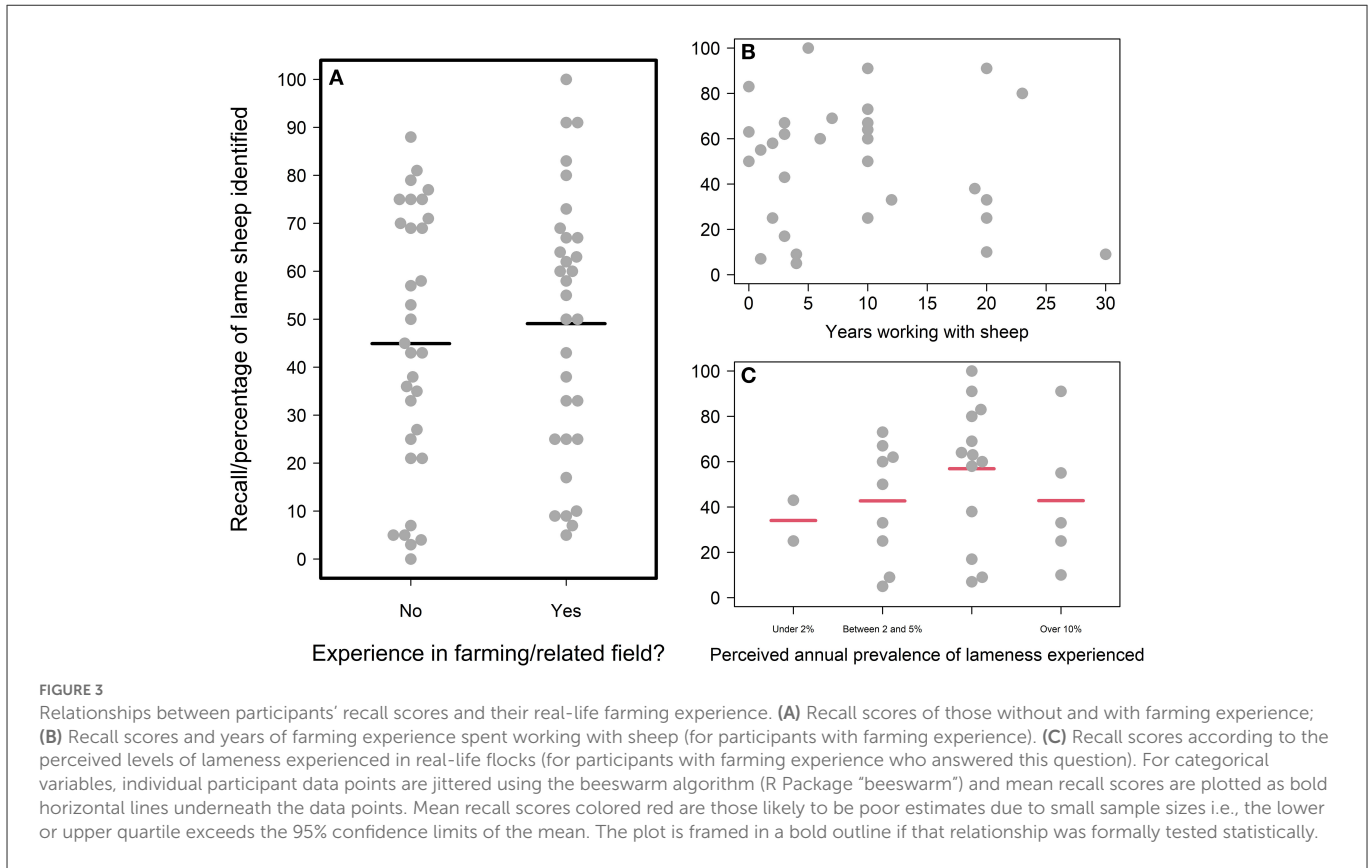 A
100
90
80
70
60
50
40
30
20
10
0
Recall/percentage of lame sheep identified
No Yes
Experience in farming/related field?
B
100
80
60
40
20
0
0 5 10 15 20 25 30
Years working with sheep
C
100
80
60
40
20
0
Under 2% Between 2 and 5% Over 10%
Perceived annual prevalence of lameness experienced
FIGURE 3
Relationships between participants' recall scores and their real-life farming experience. (A) Recall scores of those without and with farming experience;
(B) Recall scores and years of farming experience spent working with sheep (for participants with farming experience). (C) Recall scores according to the
perceived levels of lameness experienced in real-life flocks (for participants with farming experience who answered this question). For categorical
variables, individual participant data points are jittered using the beeswarm algorithm (R Package "beeswarm") and mean recall scores are plotted as bold
horizontal lines underneath the data points. Mean recall scores colored red are those likely to be poor estimates due to small sample sizes i.e., the lower
or upper quartile exceeds the 95% confidence limits of the mean. The plot is framed in a bold outline if that relationship was formally tested statistically.